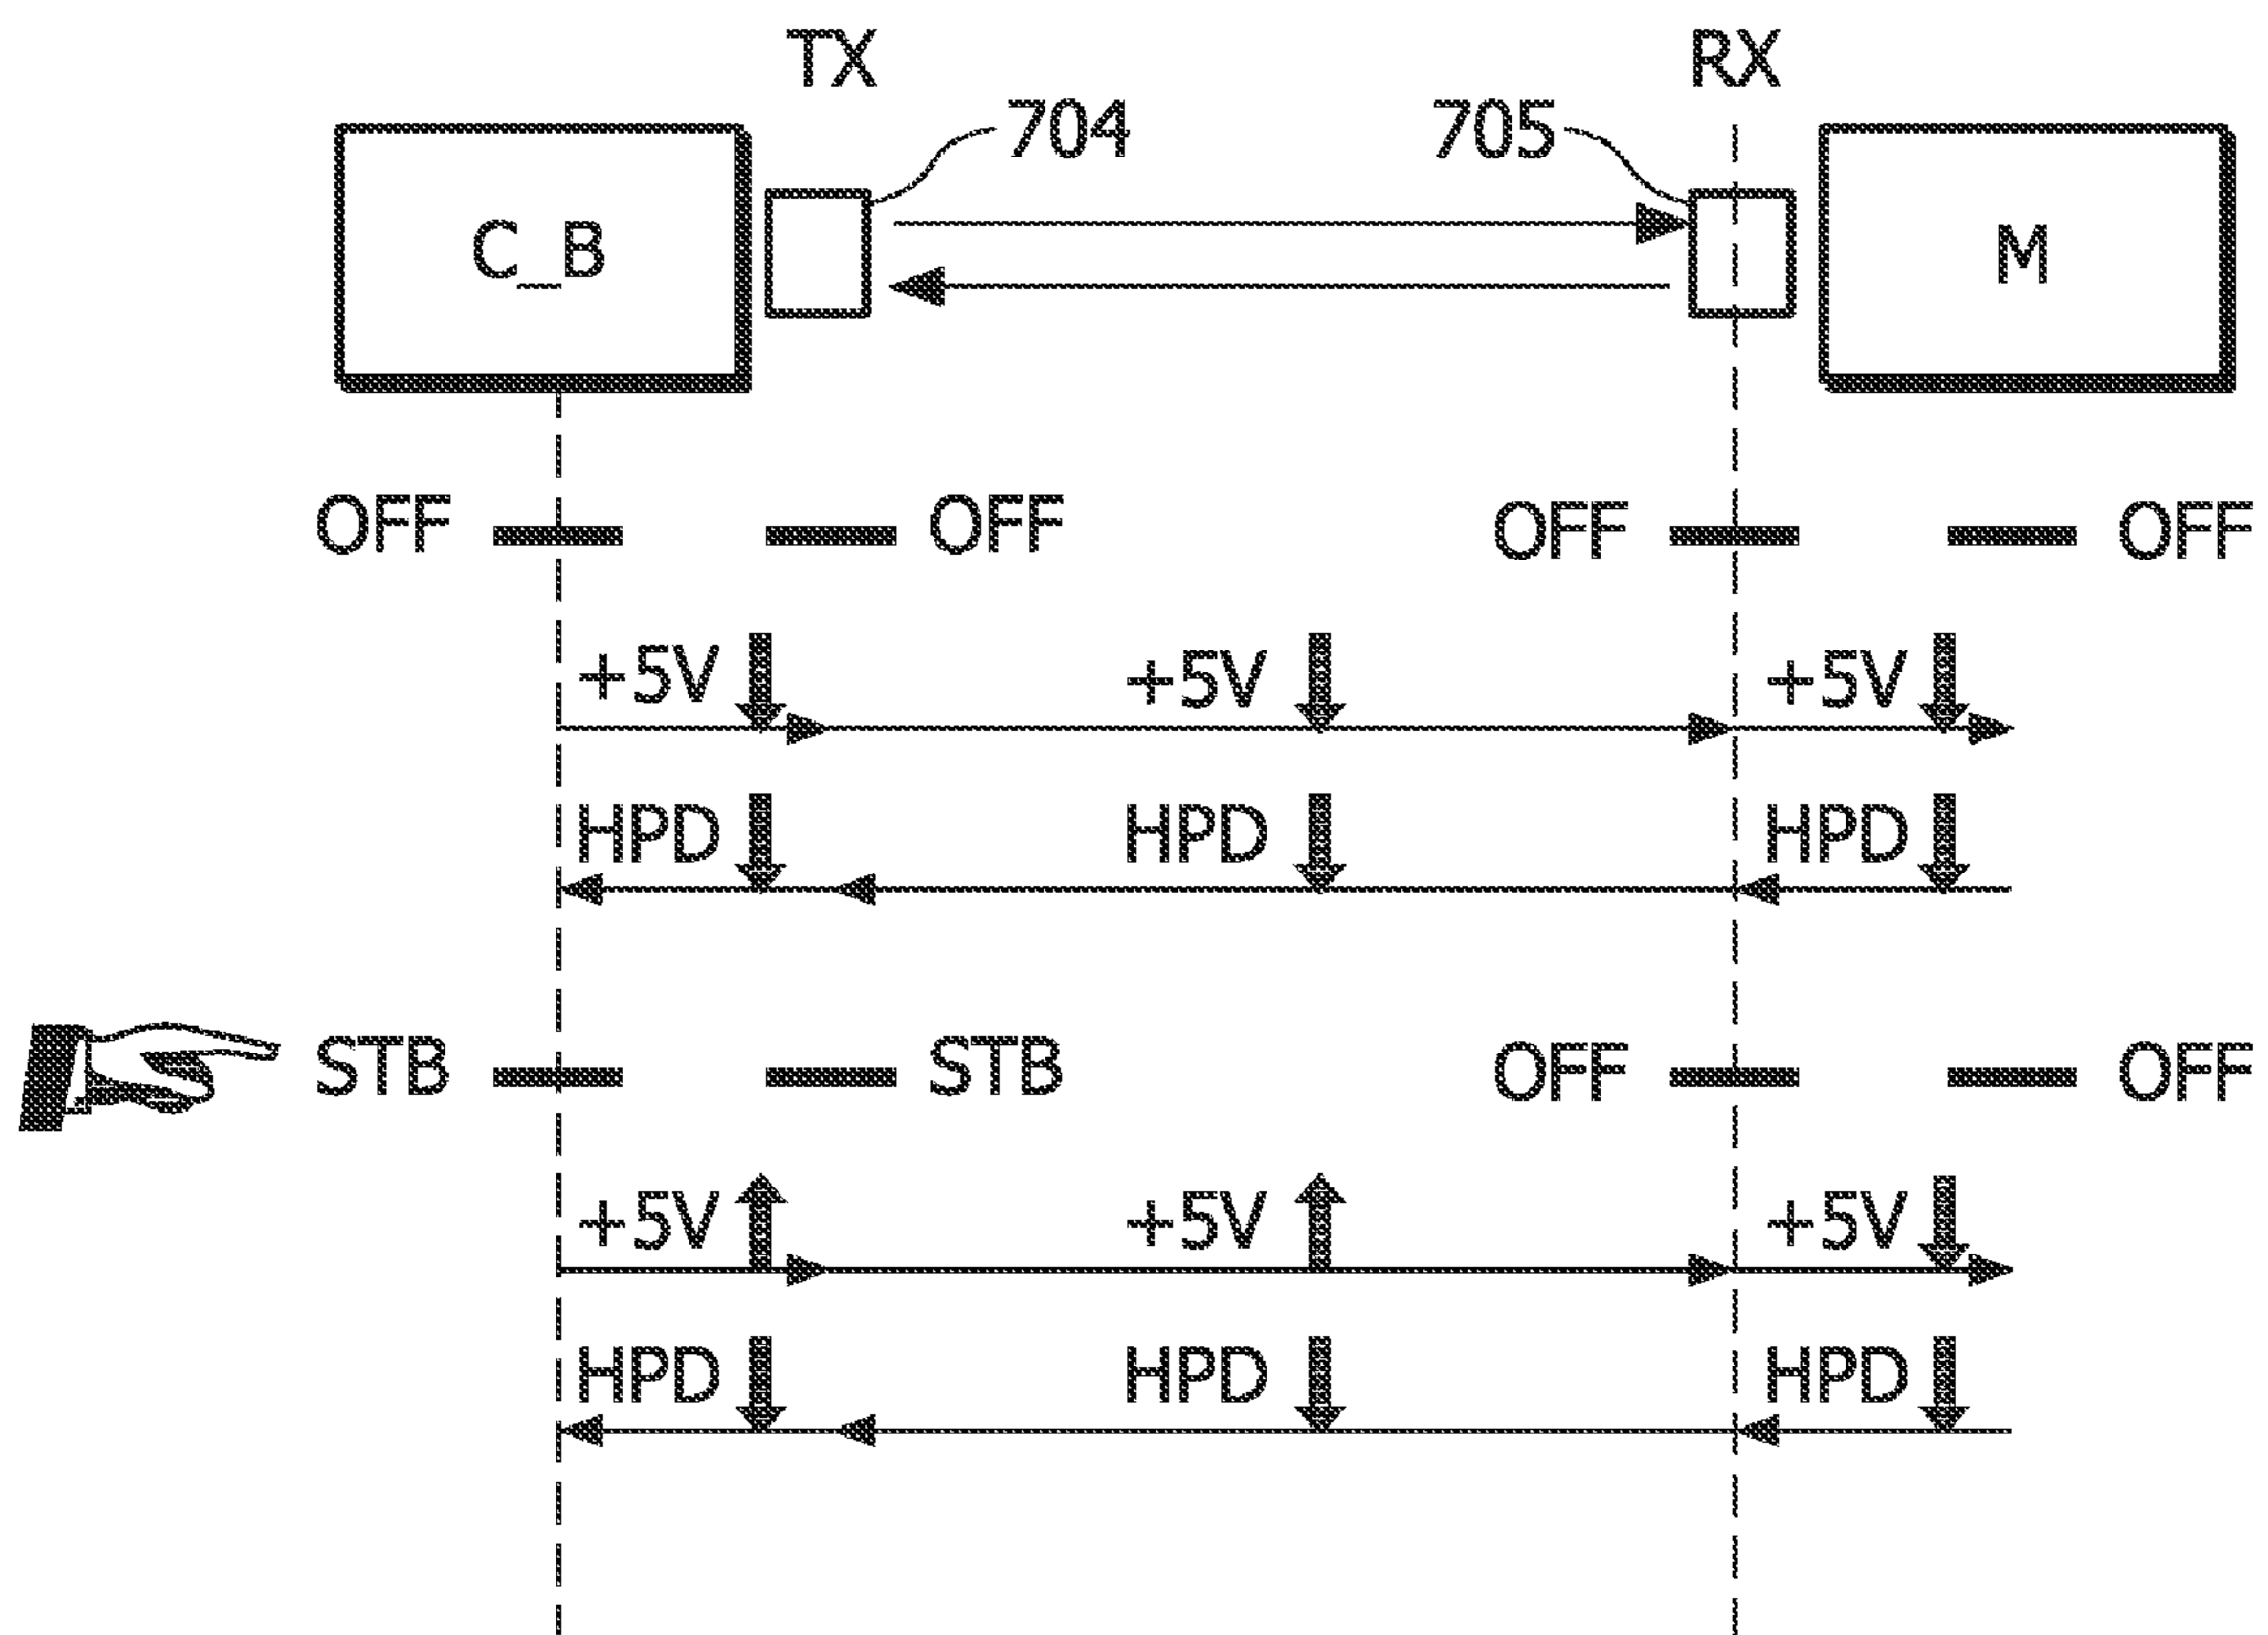 TX RX
704 705
C_B M
OFF OFF OFF OFF
+5V +5V +5V
HPD HPD HPD
STB STB OFF OFF
+5V +5V +5V
HPD HPD HPD